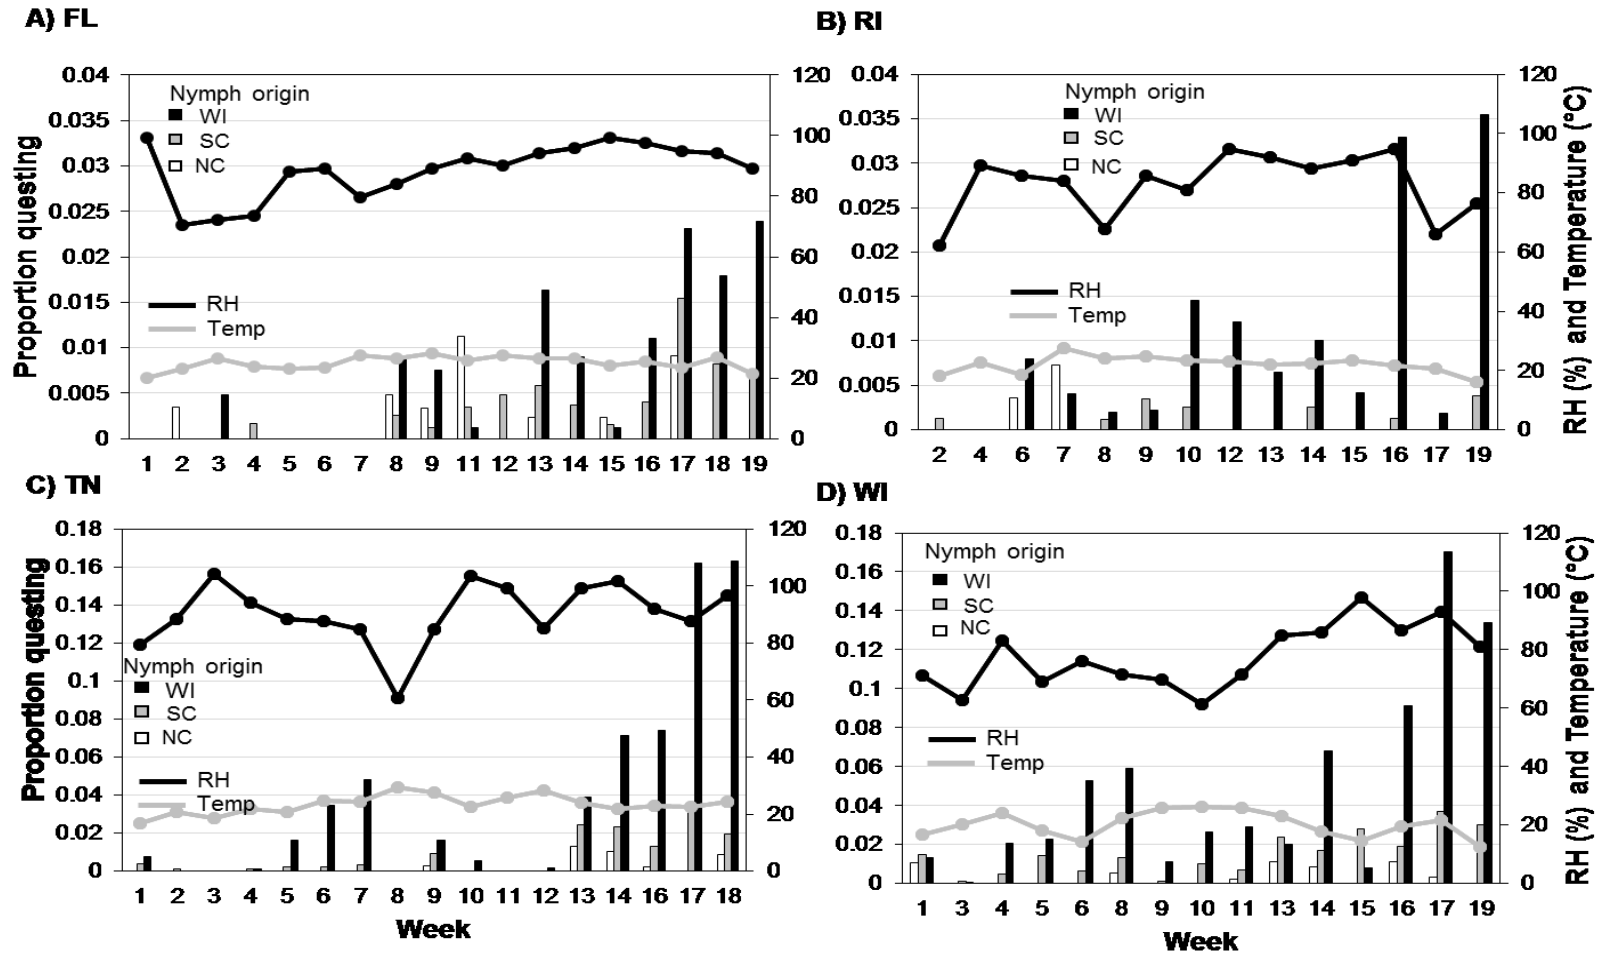 A) FL
Nymph origin
WI
SC
NC
RH
Temp
Proportion questing
0.04
0.035
0.03
0.025
0.02
0.015
0.01
0.005
0
120
100
80
60
40
20
0
1 2 3 4 5 6 7 8 9 11 12 13 14 15 16 17 18 19
B) RI
Nymph origin
WI
SC
NC
RH
Temp
0.04
0.035
0.03
0.025
0.02
0.015
0.01
0.005
0
120
100
80
60
40
20
0
RH (%) and Temperature (°C)
2 4 6 7 8 9 10 12 13 14 15 16 17 19
C) TN
Nymph origin
WI
SC
NC
RH
Temp
Proportion questing
0.18
0.16
0.14
0.12
0.1
0.08
0.06
0.04
0.02
0
120
100
80
60
40
20
0
1 2 3 4 5 6 7 8 9 10 11 12 13 14 16 17 18
Week
D) WI
Nymph origin
WI
SC
NC
RH
Temp
0.18
0.16
0.14
0.12
0.1
0.08
0.06
0.04
0.02
0
120
100
80
60
40
20
0
RH (%) and Temperature (°C)
1 3 4 5 6 8 9 10 11 13 14 15 16 17 19
Week